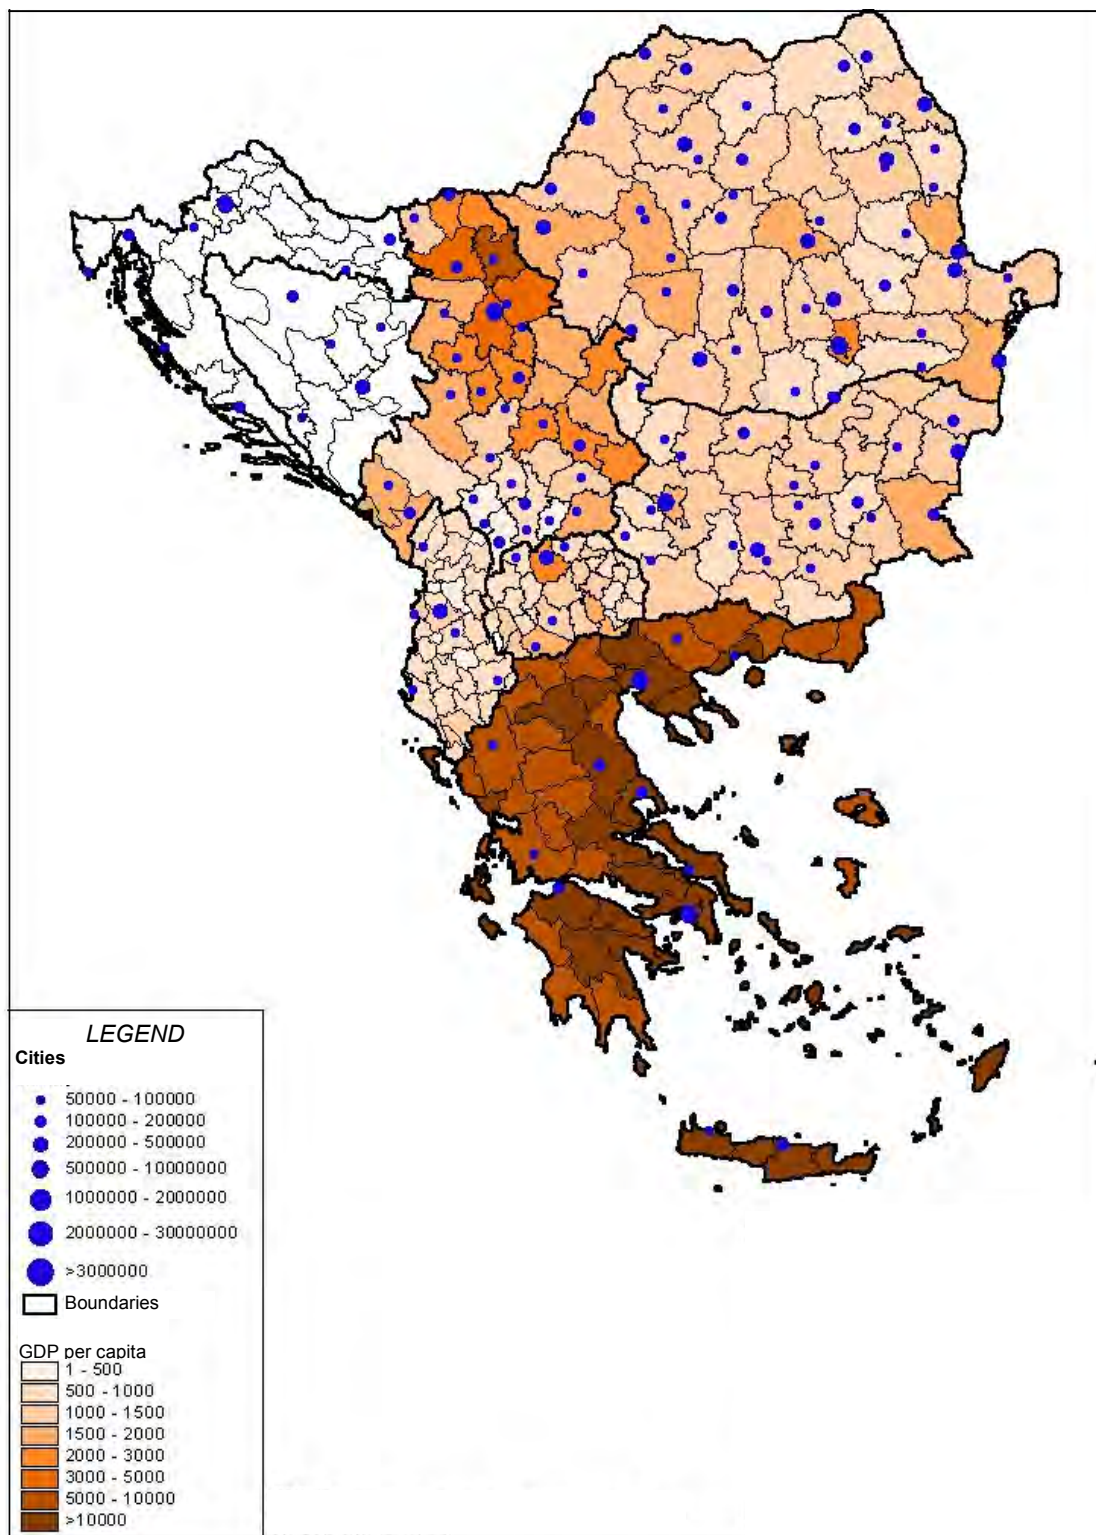 LEGEND
Cities
50000 - 100000
100000 - 200000
200000 - 500000
500000 - 10000000
1000000 - 2000000
2000000 - 30000000
>3000000
Boundaries
GDP per capita
1 - 500
500 - 1000
1000 - 1500
1500 - 2000
2000 - 3000
3000 - 5000
5000 - 10000
>10000